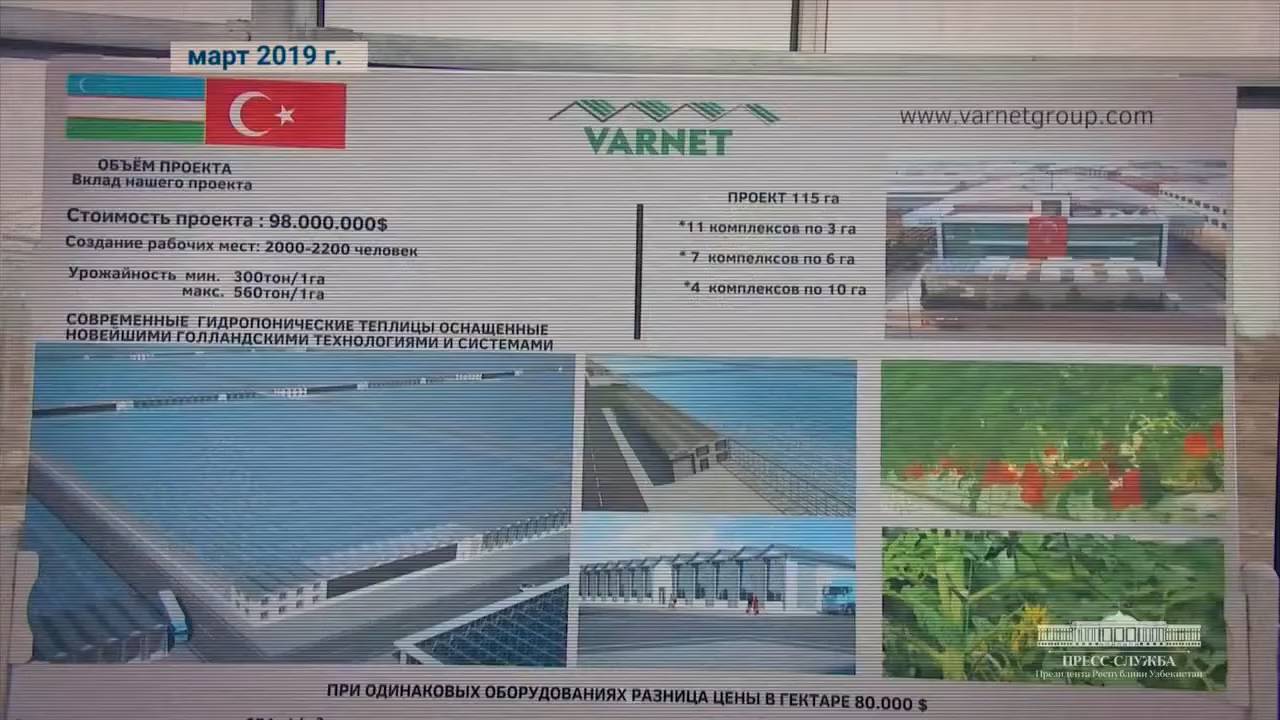 март 2019 г.
VARNET
www.varnetgroup.com
ОБЪЁМ ПРОЕКТА
Вклад нашего проекта
Стоимость проекта : 98.000.000$
Создание рабочих мест: 2000-2200 человек
Урожайность мин. 300тон/1га
макс. 560тон/1га
СОВРЕМЕННЫЕ ГИДРОПОНИЧЕСКИЕ ТЕПЛИЦЫ ОСНАЩЕННЫЕ
НОВЕЙШИМИ ГОЛЛАНДСКИМИ ТЕХНОЛОГИЯМИ И СИСТЕМАМИ
ПРОЕКТ 115 га
*11 комплексов по 3 га
* 7 компелксов по 6 га
*4 комплексов по 10 га
ПРЕСС-СЛУЖБА
Президента Республики Узбекистан
ПРИ ОДИНАКОВЫХ ОБОРУДОВАНИЯХ РАЗНИЦА ЦЕНЫ В ГЕКТАРЕ 80.000 $